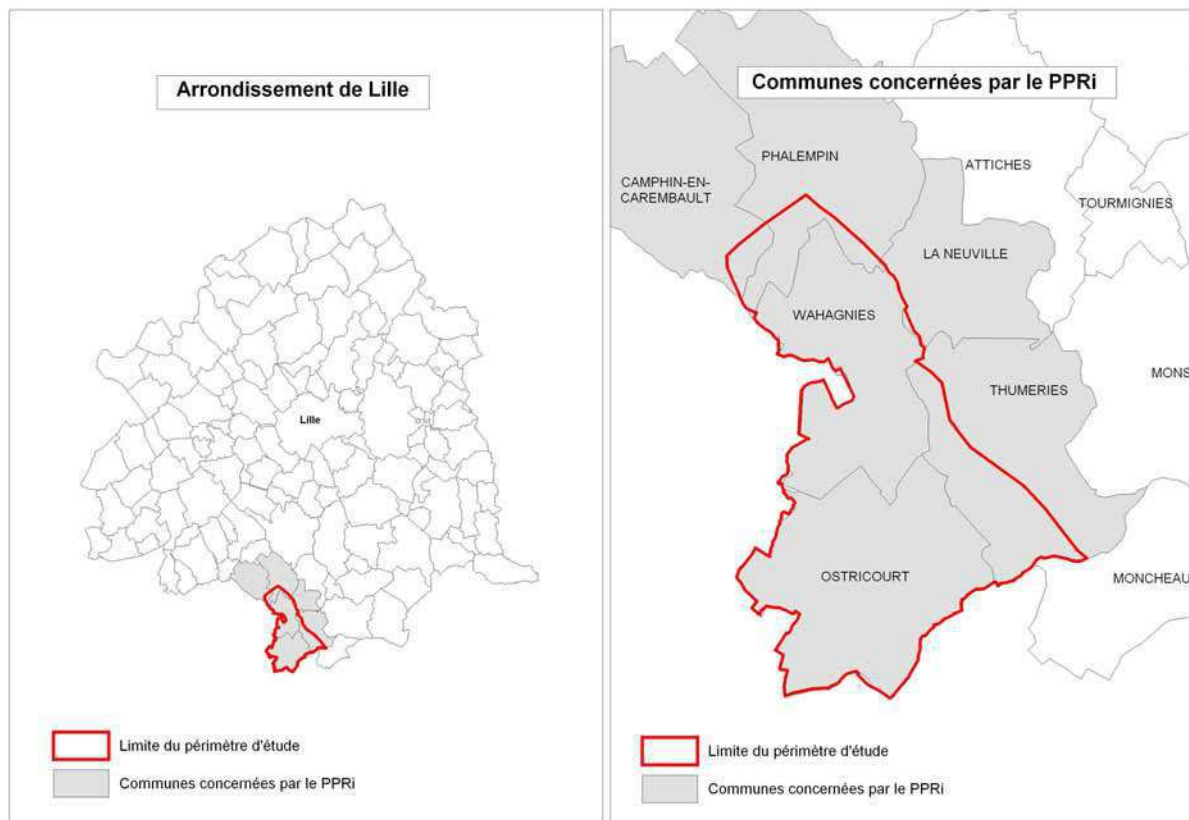 Arrondissement de Lille
Lille
Limite du périmètre d'étude
Communes concernées par le PPRi
Communes concernées par le PPRi
PHALEMPIN
ATTICHES
CAMPHIN-EN-
CAREMBAULT
TOURMIGNIES
LA NEUVILLE
WAHAGNIES
MONS
THUMERIES
OSTRICOURT
MONCHEAU
Limite du périmètre d'étude
Communes concernées par le PPRi